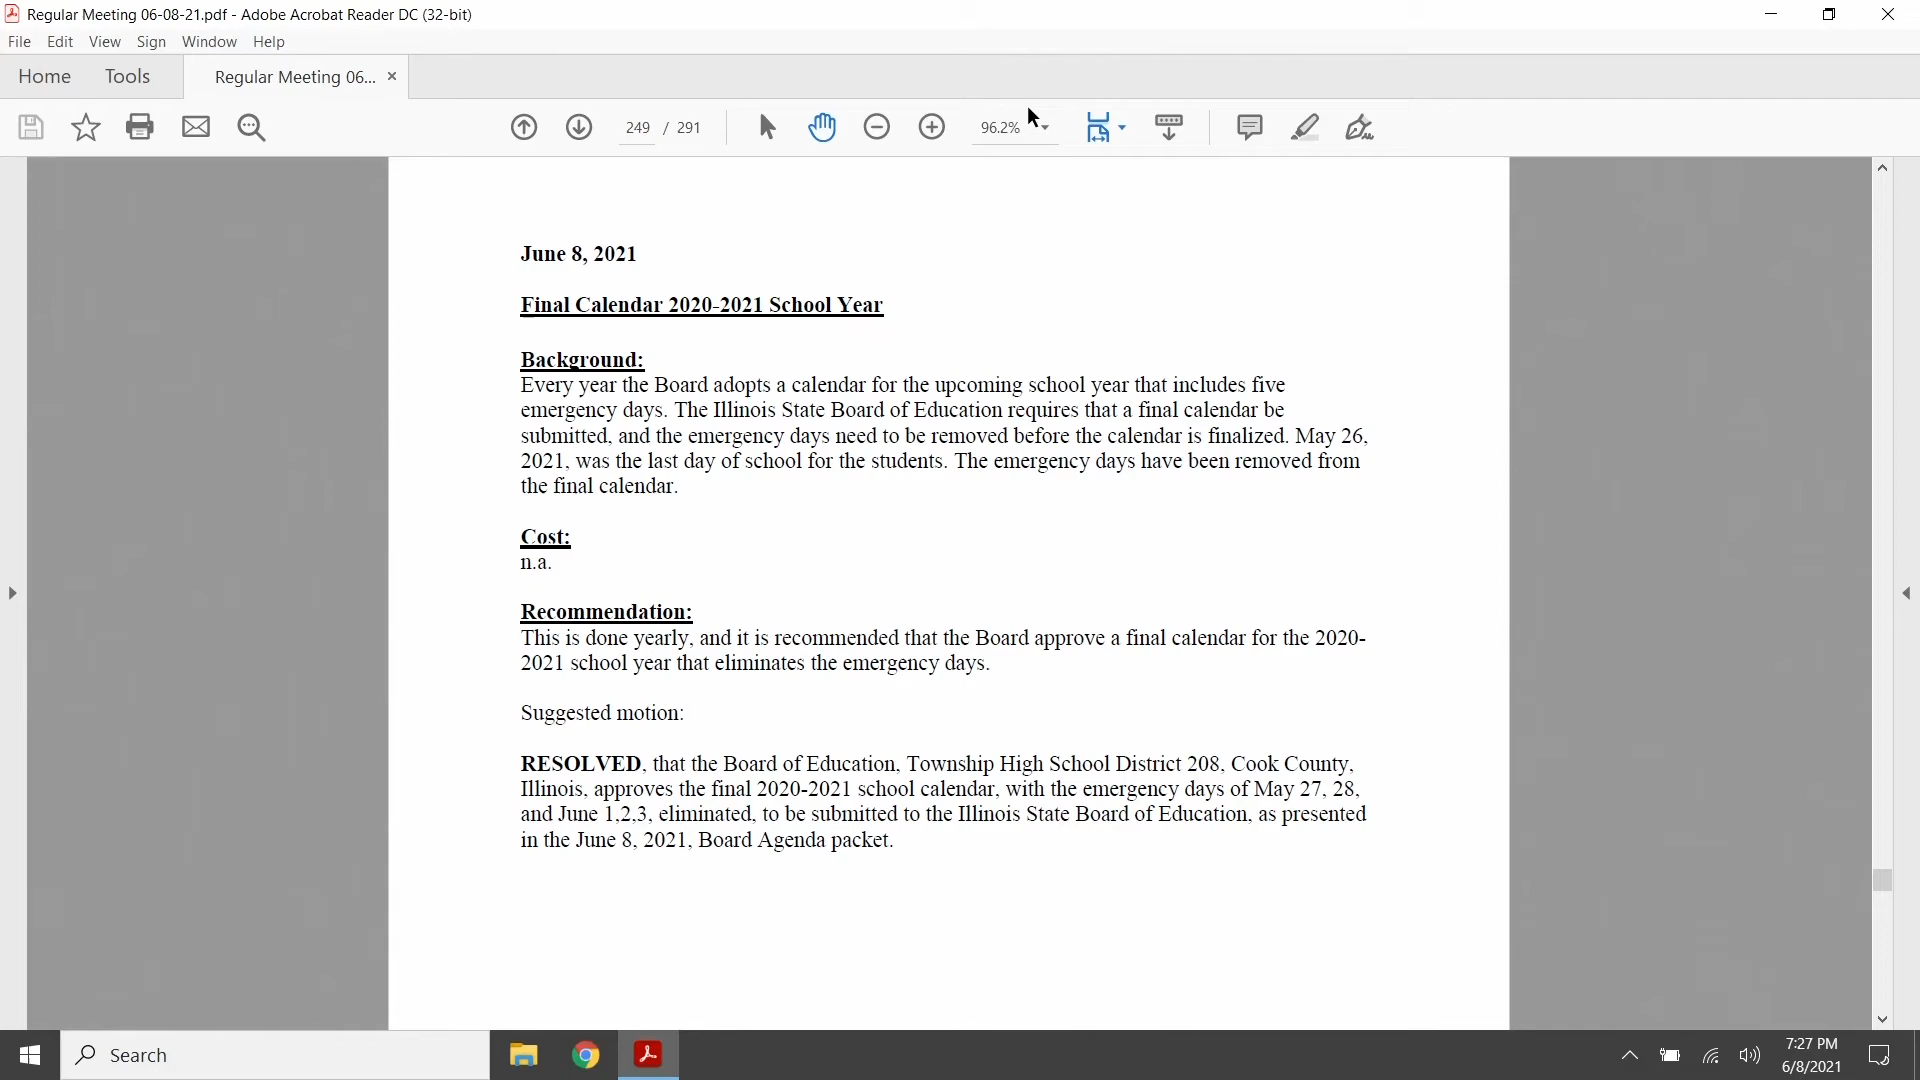 Regular Meeting 06-08-21.pdf - Adobe Acrobat Reader DC (32-bit)
File Edit View Sign Window Help
Home Tools Regular Meeting 06... ×
249 / 291 96.2%
June 8, 2021
Final Calendar 2020-2021 School Year
Background:
Every year the Board adopts a calendar for the upcoming school year that includes five
emergency days. The Illinois State Board of Education requires that a final calendar be
submitted, and the emergency days need to be removed before the calendar is finalized. May 26,
2021, was the last day of school for the students. The emergency days have been removed from
the final calendar.
Cost:
n.a.
Recommendation:
This is done yearly, and it is recommended that the Board approve a final calendar for the 2020-
2021 school year that eliminates the emergency days.
Suggested motion:
RESOLVED, that the Board of Education, Township High School District 208, Cook County,
Illinois, approves the final 2020-2021 school calendar, with the emergency days of May 27, 28,
and June 1,2,3, eliminated, to be submitted to the Illinois State Board of Education, as presented
in the June 8, 2021, Board Agenda packet.
Search
7:27 PM
6/8/2021